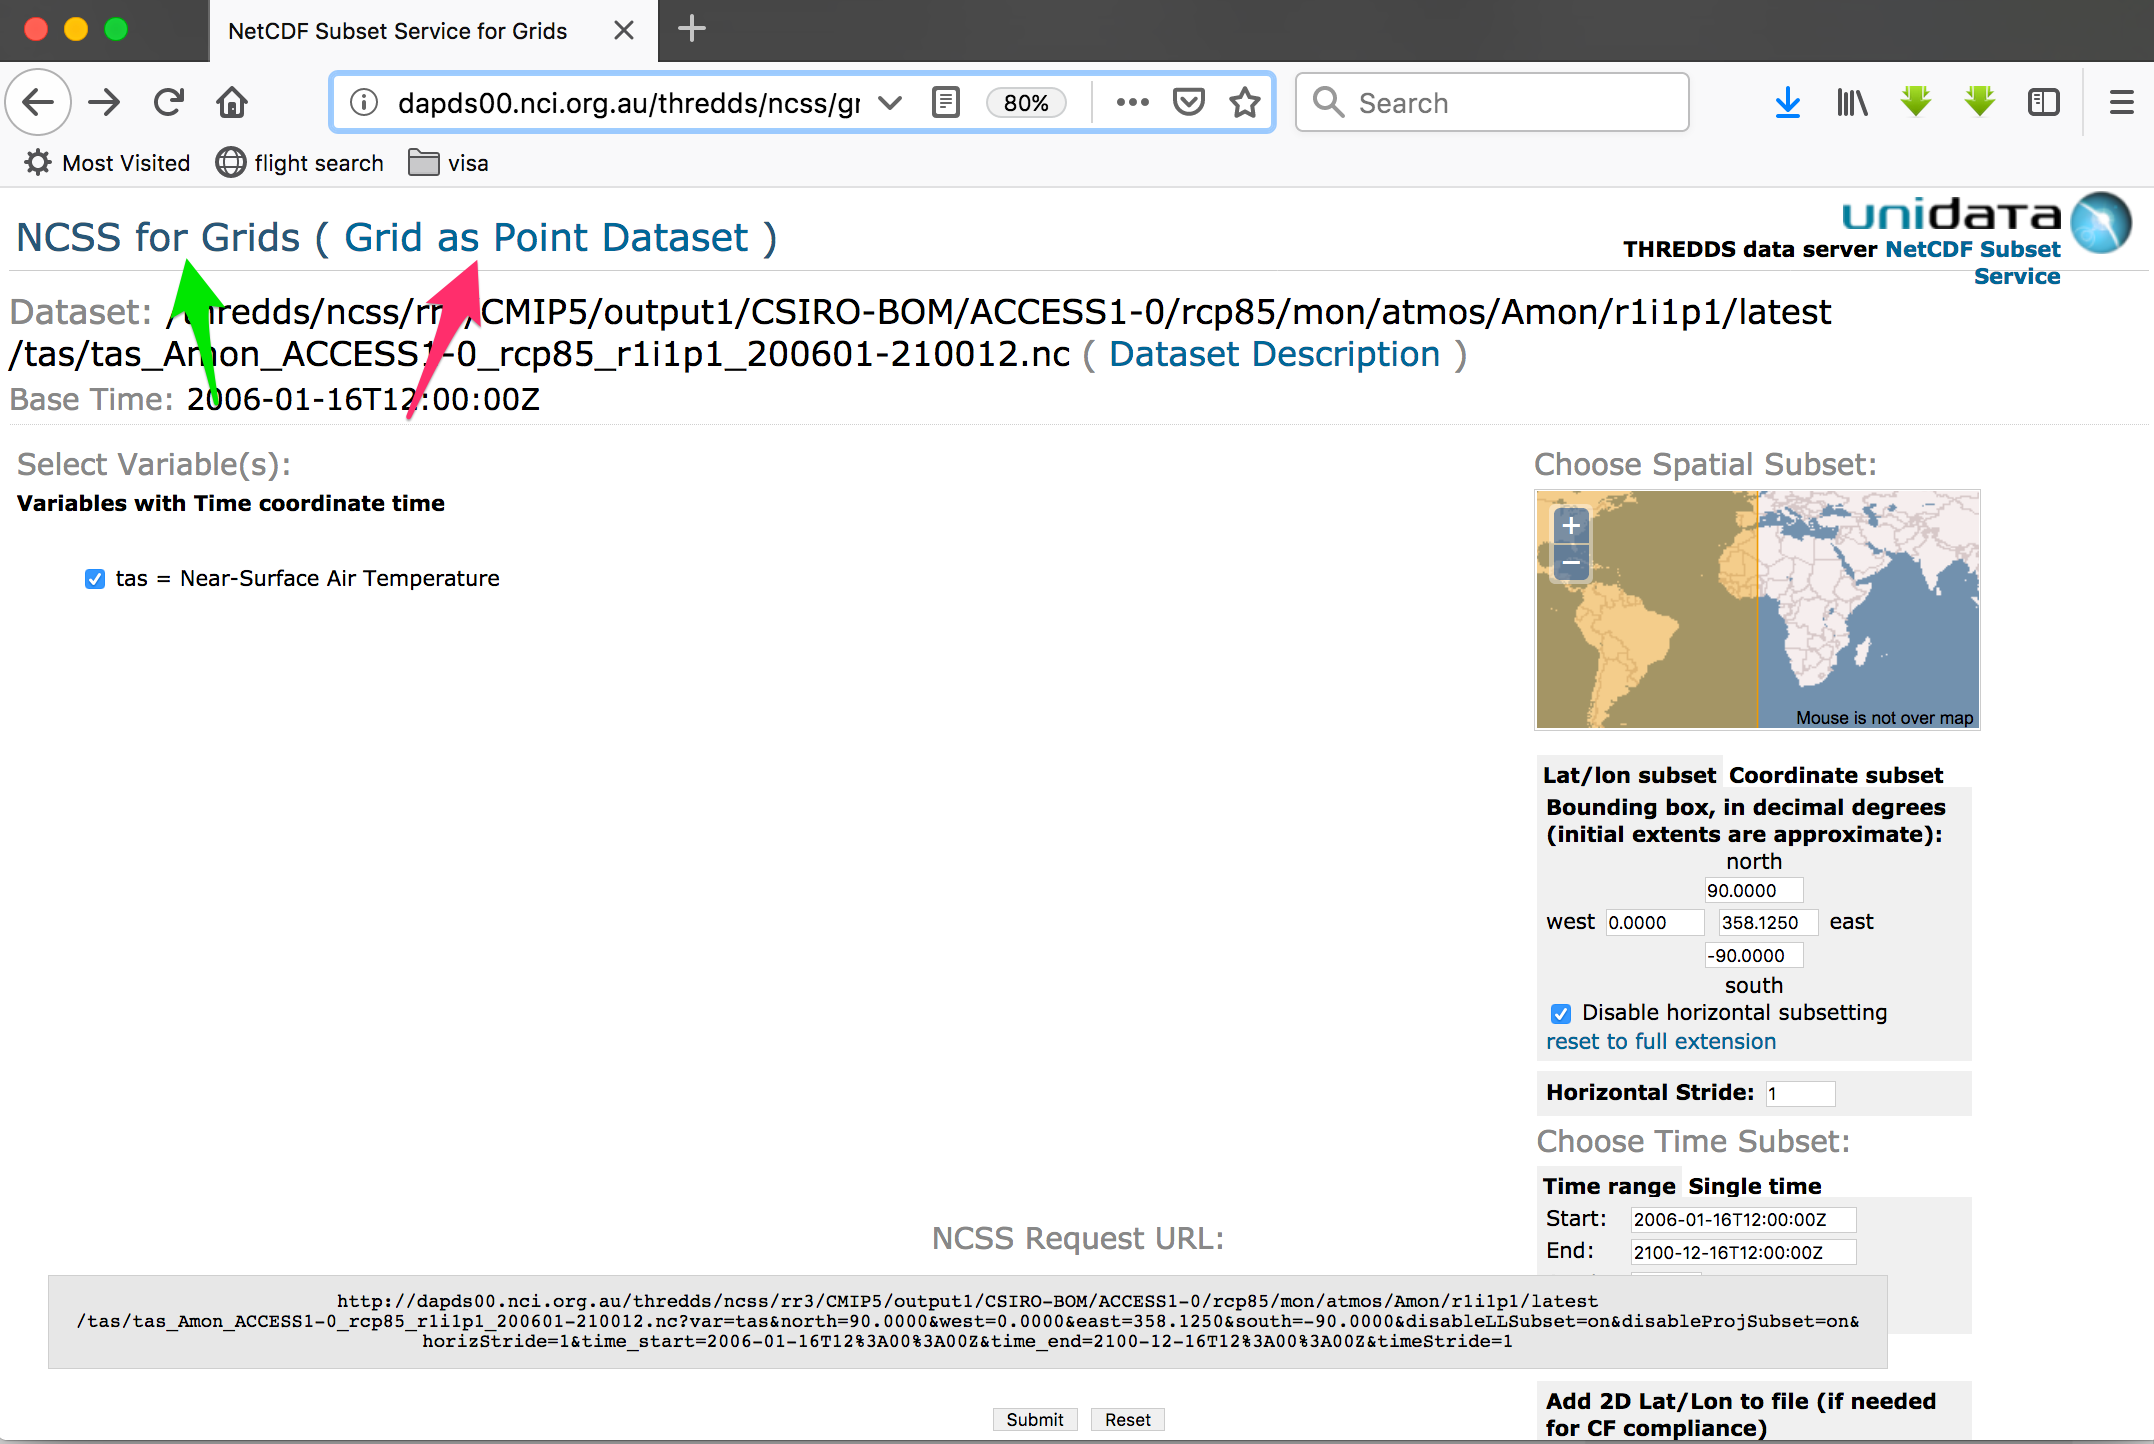 NetCDF Subset Service for Grids
dapds00.nci.org.au/thredds/ncss/gr
80%
Search
Most Visited
flight search
visa
NCSS for Grids ( Grid as Point Dataset )
unidata
THREDDS data server NetCDF Subset
Service
Dataset: /thredds/ncss/rr3/CMIP5/output1/CSIRO-BOM/ACCESS1-0/rcp85/mon/atmos/Amon/r1i1p1/latest
/tas/tas_Amon_ACCESS1-0_rcp85_r1i1p1_200601-210012.nc ( Dataset Description )
Base Time: 2006-01-16T12:00:00Z
Select Variable(s):
Variables with Time coordinate time
tas = Near-Surface Air Temperature
Choose Spatial Subset:
+
−
Mouse is not over map
Lat/lon subset Coordinate subset
Bounding box, in decimal degrees
(initial extents are approximate):
north
90.0000
west 0.0000 358.1250 east
-90.0000
south
Disable horizontal subsetting
reset to full extension
Horizontal Stride: 1
Choose Time Subset:
Time range Single time
Start: 2006-01-16T12:00:00Z
End: 2100-12-16T12:00:00Z
NCSS Request URL:
http://dapds00.nci.org.au/thredds/ncss/rr3/CMIP5/output1/CSIRO-BOM/ACCESS1-0/rcp85/mon/atmos/Amon/r1i1p1/latest
/tas/tas_Amon_ACCESS1-0_rcp85_r1i1p1_200601-210012.nc?var=tas&north=90.0000&west=0.0000&east=358.1250&south=-90.0000&disableLLSubset=on&disableProjSubset=on&
horizStride=1&time_start=2006-01-16T12%3A00%3A00Z&time_end=2100-12-16T12%3A00%3A00Z&timeStride=1
Submit
Reset
Add 2D Lat/Lon to file (if needed
for CF compliance)